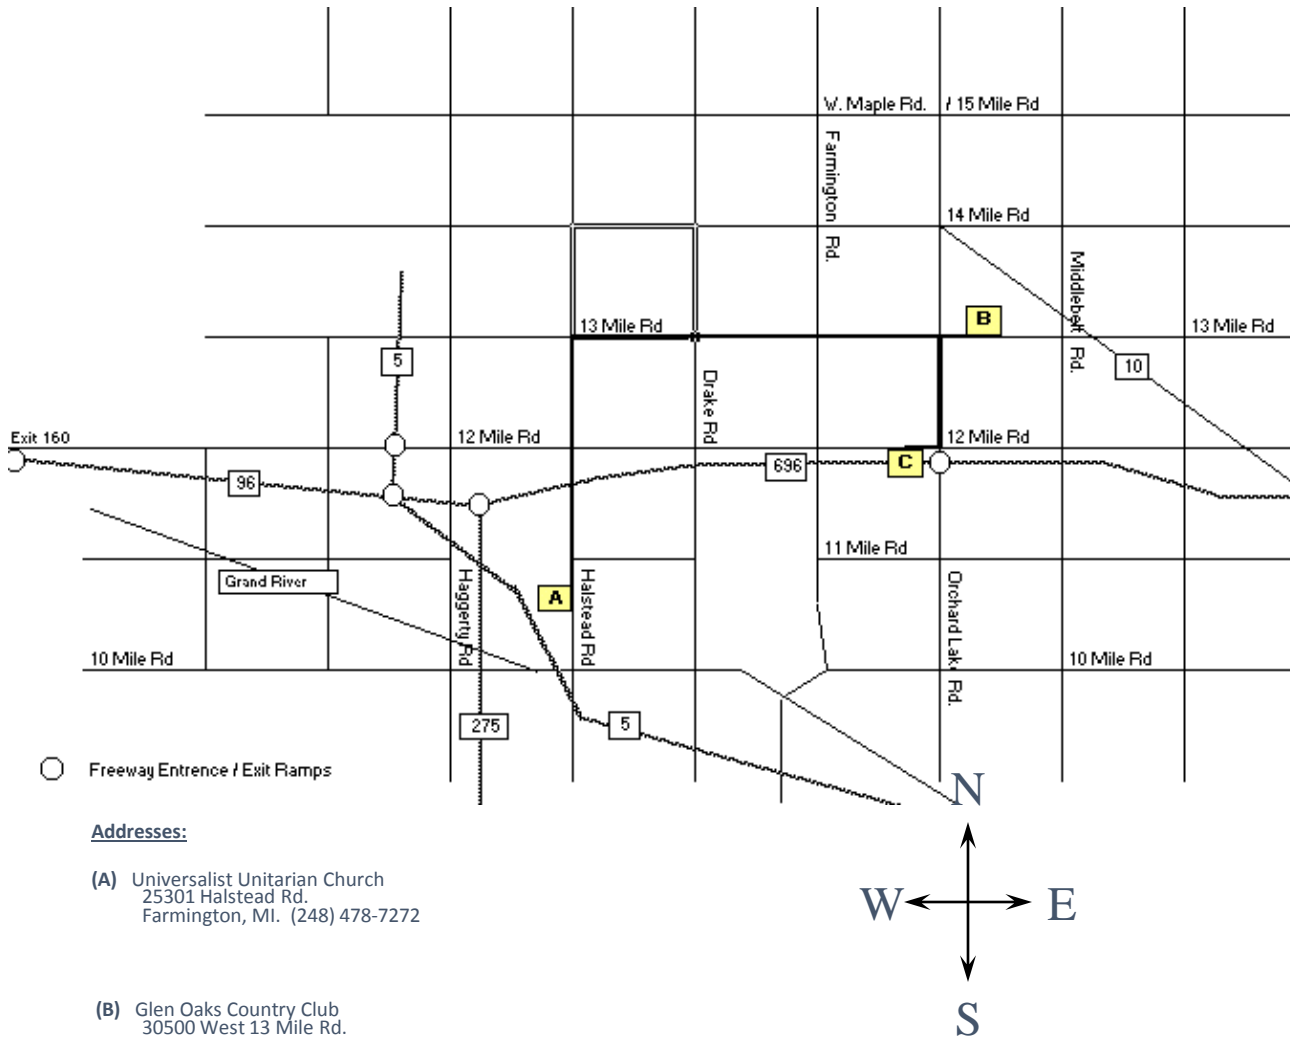 W. Maple Rd. / 15 Mile Rd
Farmington Rd.
14 Mile Rd
Middlebelt Rd.
B
13 Mile Rd
13 Mile Rd
5
10
Drake Rd
Exit 160
12 Mile Rd
12 Mile Rd
C
96
696
11 Mile Rd
Grand River
A
Haggerty Rd
Halstead Rd
Orchard Lake Rd.
10 Mile Rd
10 Mile Rd
275
5
Freeway Entrence / Exit Ramps
N
W
E
S
Addresses:
(A) Universalist Unitarian Church
25301 Halstead Rd.
Farmington, MI. (248) 478-7272
(B) Glen Oaks Country Club
30500 West 13 Mile Rd.